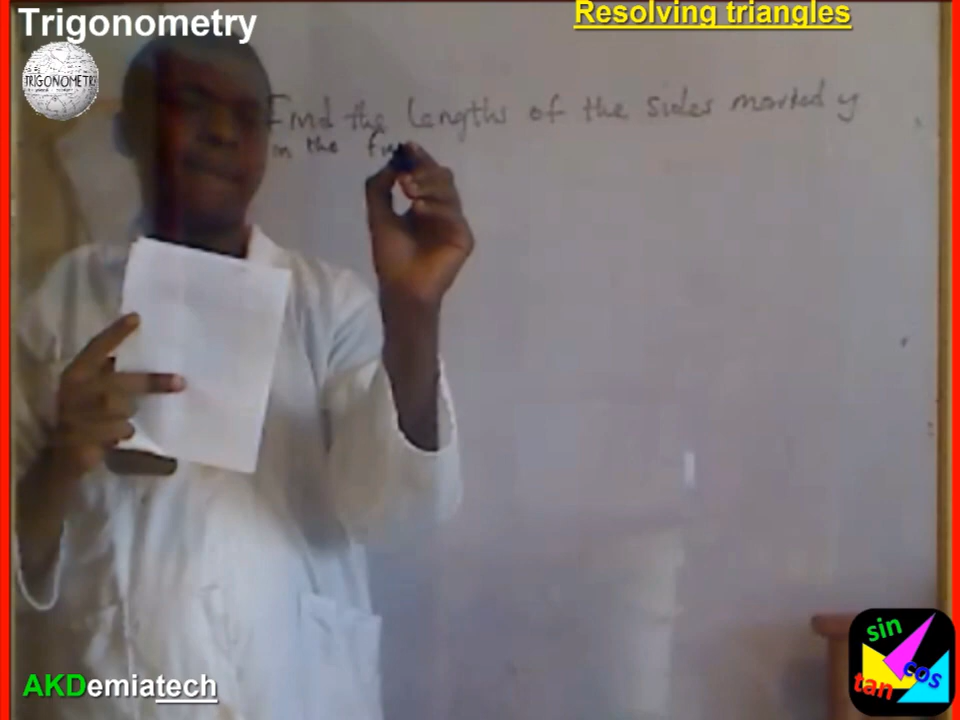 Trigonometry
Resolving triangles
TRIGONOMETR
Find the lengths of the sides marked y
in the
sin
cos
tan
AKDemiatech